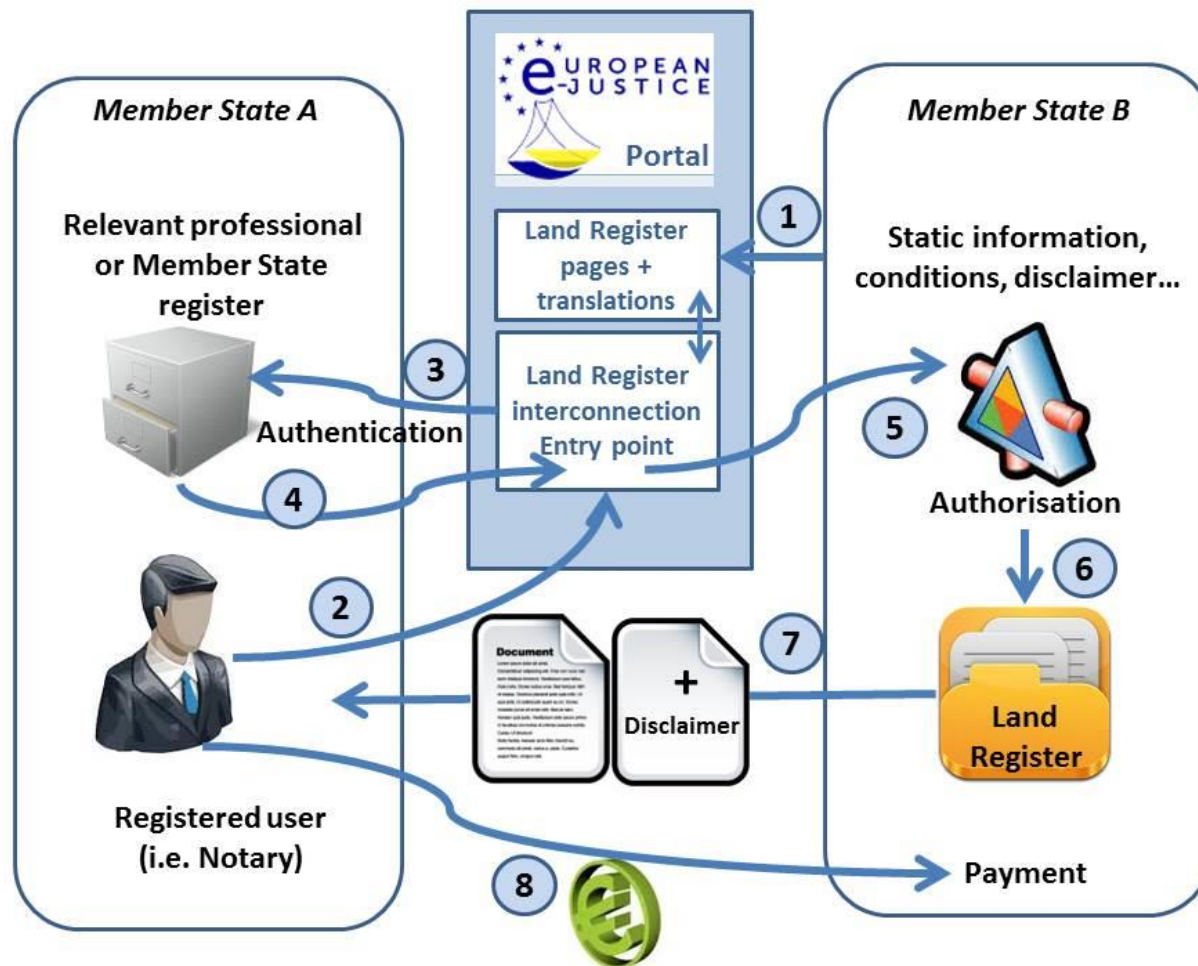 EUROPEAN
e-JUSTICE
Portal
Member State A
Member State B
Relevant professional
or Member State
register
Land Register
pages +
translations
1
Static information,
conditions, disclaimer…
3
Authentication
4
Land Register
interconnection
Entry point
5
Authorisation
6
2
Document
+
Disclaimer
7
Land
Register
Registered user
(i.e. Notary)
8
Payment